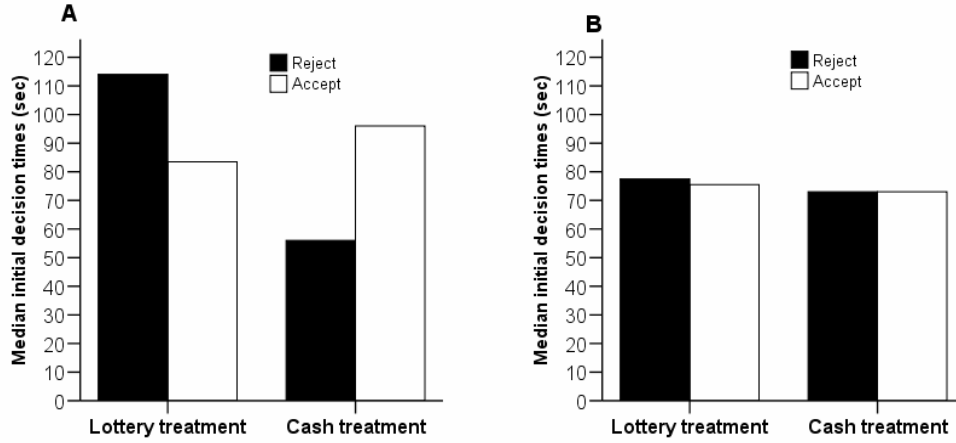 A
Median initial decision times (sec)
120
110
100
90
80
70
60
50
40
30
20
10
0
Reject
Accept
Lottery treatment
Cash treatment
B
Median initial decision times (sec)
120
110
100
90
80
70
60
50
40
30
20
10
0
Reject
Accept
Lottery treatment
Cash treatment